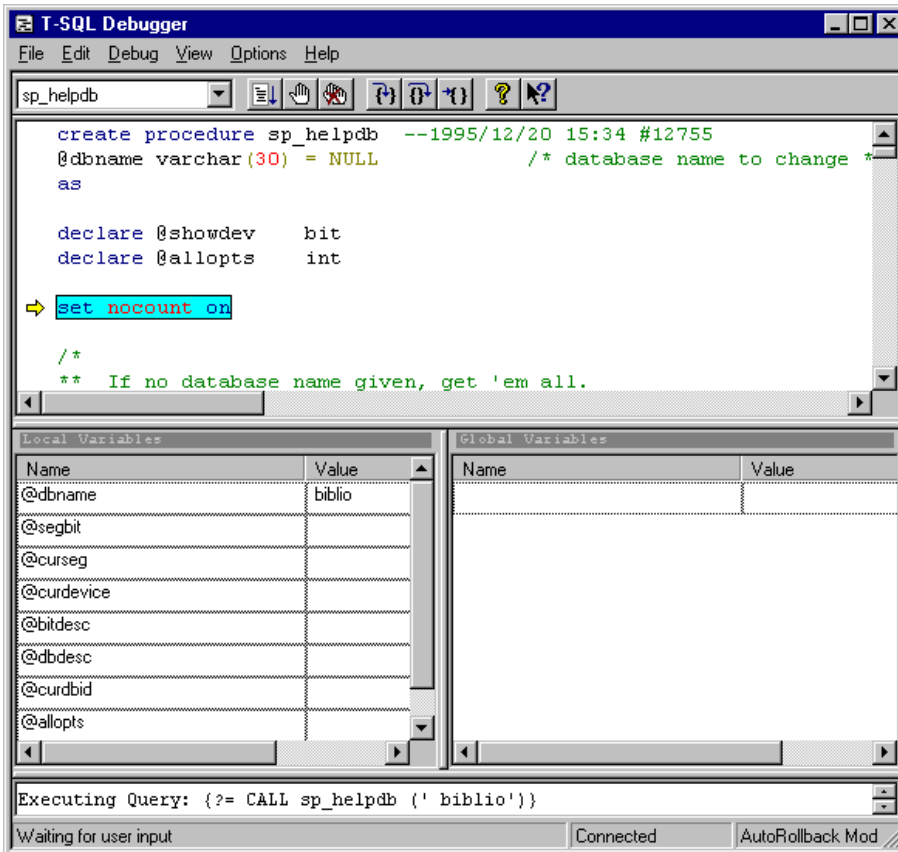 T-SQL Debugger
File Edit Debug View Options Help
sp_helpdb
create procedure sp_helpdb --1995/12/20 15:34 #12755
@dbname varchar(30) = NULL /* database name to change *
as
declare @showdev bit
declare @allopts int
set nocount on
/*
** If no database name given, get 'em all.
Local Variables
Name Value
@dbname biblio
@segbit
@curseg
@curdevice
@bitdesc
@dbdesc
@curdbid
@allopts
Global Variables
Name Value
Executing Query: {?= CALL sp_helpdb (' biblio')}
Waiting for user input
Connected
AutoRollback Mod